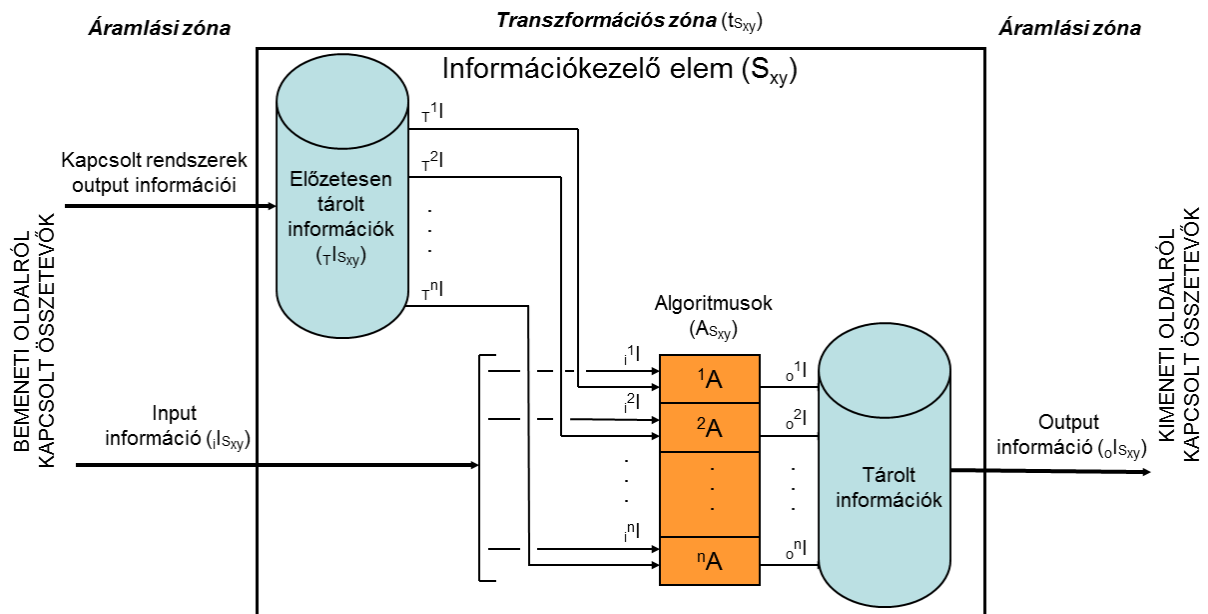 Áramlási zóna
Transzformációs zóna (tSxy)
Áramlási zóna
Információkezelő elem (Sxy)
BEMENETI OLDALRÓL
KAPCSOLT ÖSSZETEVŐK
Kapcsolt rendszerek
output információi
Előzetesen
tárolt
információk
(TISxy)
T1I
T2I
TnI
Input
információ (iISxy)
i1I
i2I
inI
Algoritmusok
(ASxy)
1A
2A
nA
o1I
o2I
onI
Tárolt
információk
Output
információ (oISxy)
KIMENETI OLDALRÓL
KAPCSOLT ÖSSZETEVŐK